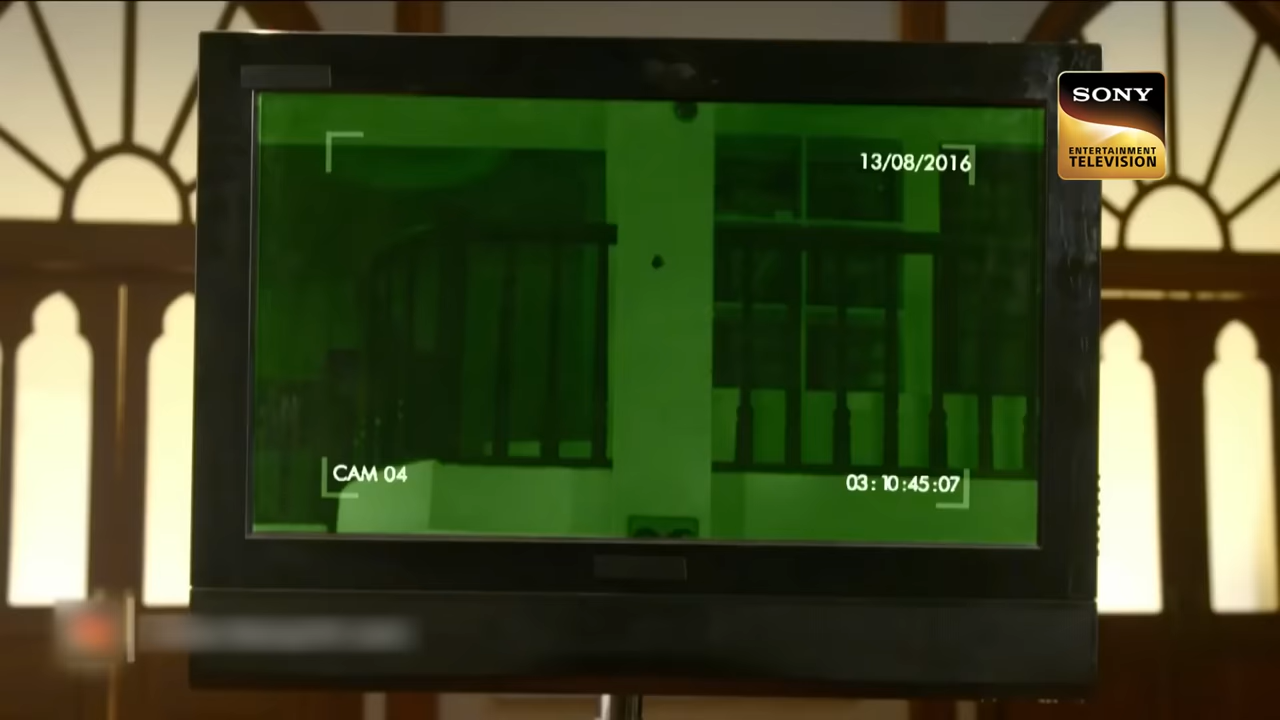 SONY
ENTERTAINMENT
TELEVISION
13/08/2016
CAM 04
03:10:45:07